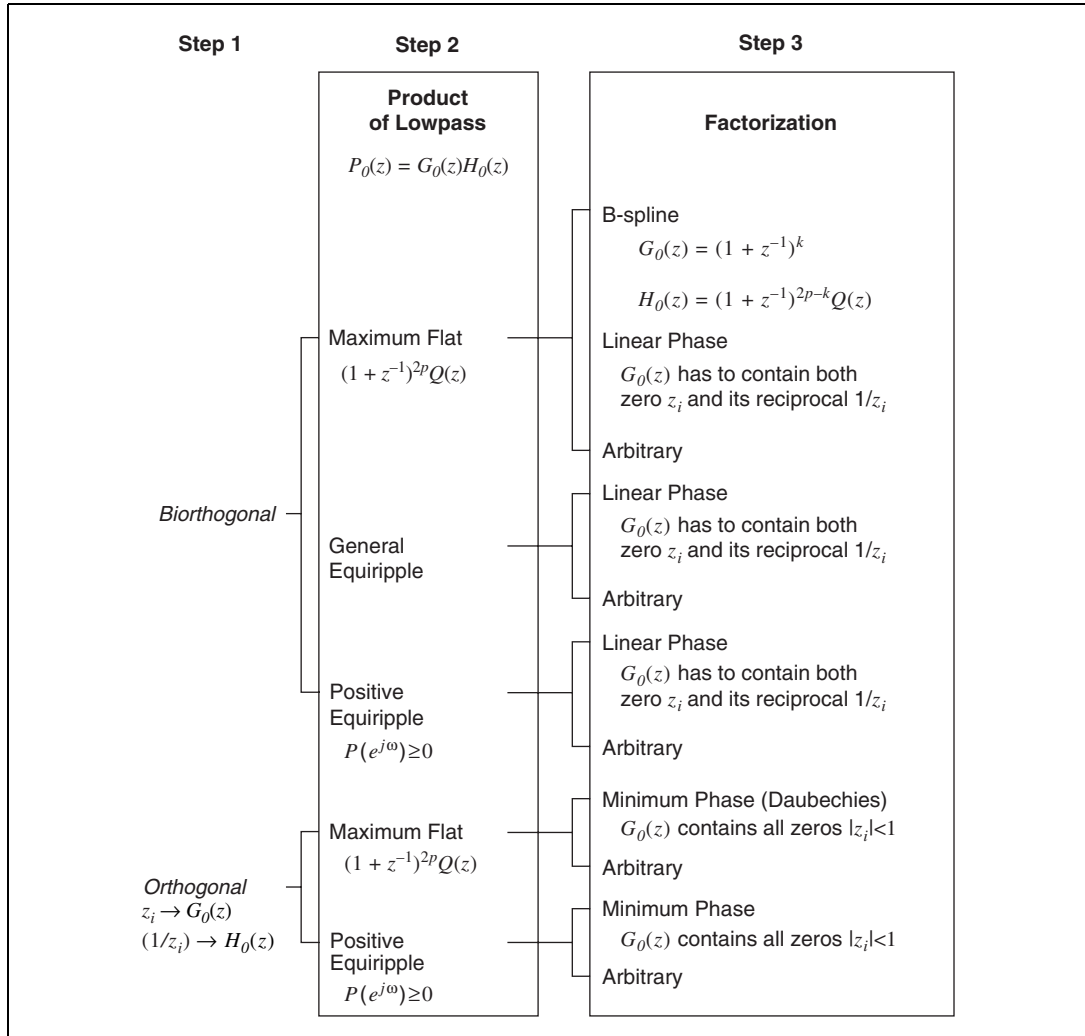 Step 1
Step 2
Step 3
Product
of Lowpass
P₀(z) = G₀(z)H₀(z)
Factorization
Biorthogonal
Maximum Flat
(1 + z⁻¹)²ᵖQ(z)
B-spline
G₀(z) = (1 + z⁻¹)ᵏ
H₀(z) = (1 + z⁻¹)²ᵖ⁻ᵏQ(z)
Linear Phase
G₀(z) has to contain both
zero zᵢ and its reciprocal 1/zᵢ
Arbitrary
General
Equiripple
Linear Phase
G₀(z) has to contain both
zero zᵢ and its reciprocal 1/zᵢ
Arbitrary
Positive
Equiripple
P(e^{jω})≥0
Linear Phase
G₀(z) has to contain both
zero zᵢ and its reciprocal 1/zᵢ
Arbitrary
Orthogonal
zᵢ → G₀(z)
(1/zᵢ) → H₀(z)
Maximum Flat
(1 + z⁻¹)²ᵖQ(z)
Minimum Phase (Daubechies)
G₀(z) contains all zeros |zᵢ|<1
Arbitrary
Positive
Equiripple
P(e^{jω})≥0
Minimum Phase
G₀(z) contains all zeros |zᵢ|<1
Arbitrary